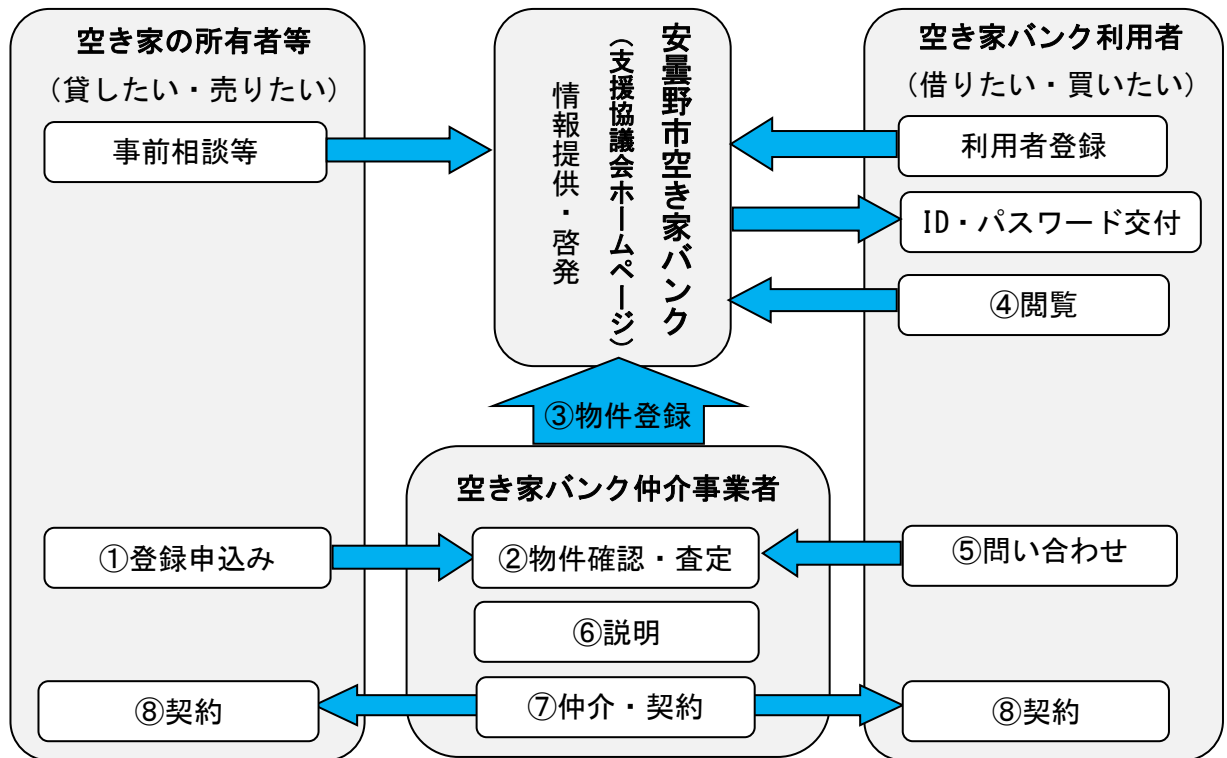 空き家の所有者等
(貸したい・売りたい)
事前相談等
①登録申込み
⑧契約
安曇野市空き家バンク
(支援協議会ホームページ)
情報提供・啓発
③物件登録
空き家バンク仲介事業者
②物件確認・査定
⑥説明
⑦仲介・契約
空き家バンク利用者
(借りたい・買いたい)
利用者登録
ID・パスワード交付
④閲覧
⑤問い合わせ
⑧契約